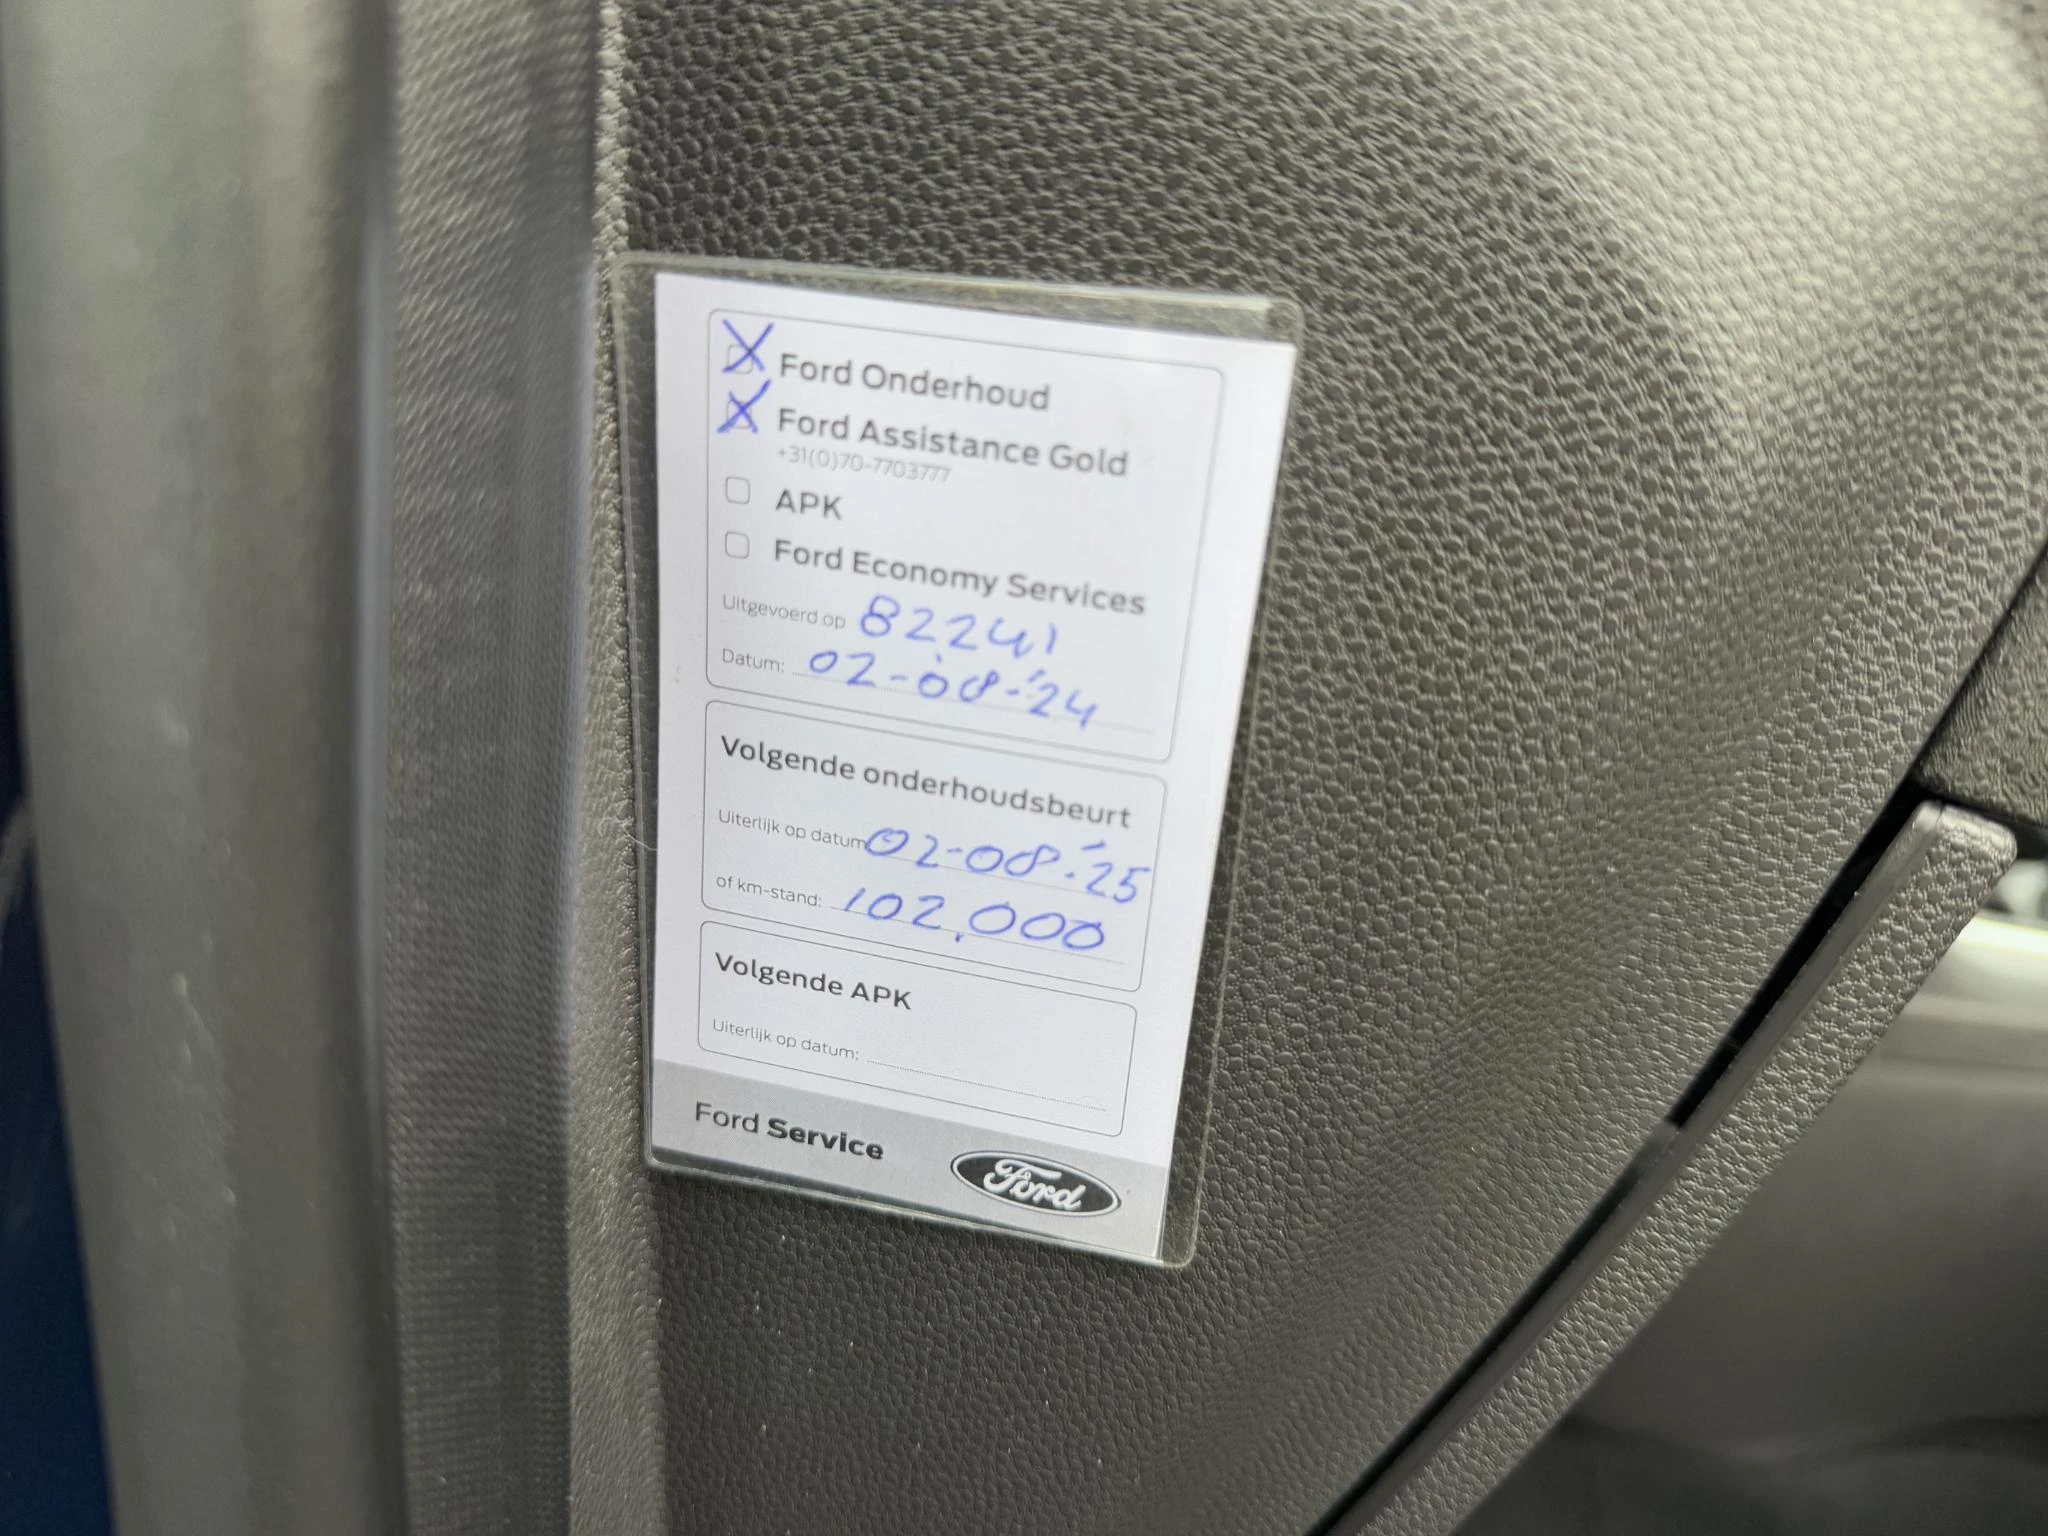 X Ford Onderhoud
X Ford Assistance Gold
+31(0)70-7703777
APK
Ford Economy Services
Uitgevoerd op 82241
Datum: 02-08-'24
Volgende onderhoudsbeurt
Uiterlijk op datum 02-08-'25
of km-stand: 102.000
Volgende APK
Uiterlijk op datum:
Ford Service
Ford